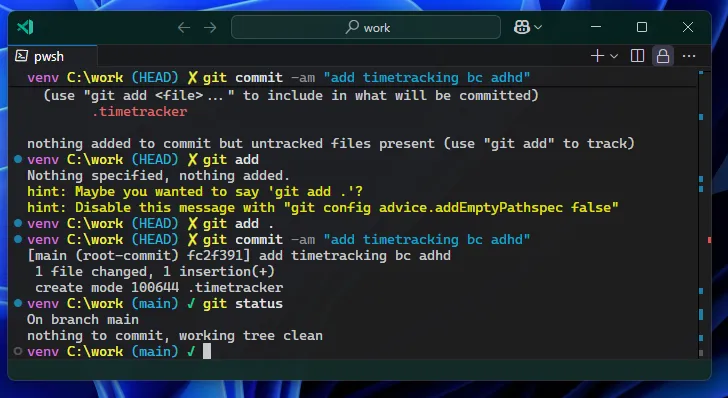 work
pwsh
venv C:\work (HEAD) ✗ git commit -am "add timetracking bc adhd"
(use "git add <file>..." to include in what will be committed)
.timetracker
nothing added to commit but untracked files present (use "git add" to track)
venv C:\work (HEAD) ✗ git add
Nothing specified, nothing added.
hint: Maybe you wanted to say 'git add .'?
hint: Disable this message with "git config advice.addEmptyPathspec false"
venv C:\work (HEAD) ✗ git add .
venv C:\work (HEAD) ✗ git commit -am "add timetracking bc adhd"
[main (root-commit) fc2f391] add timetracking bc adhd
1 file changed, 1 insertion(+)
create mode 100644 .timetracker
venv C:\work (main) ✓ git status
On branch main
nothing to commit, working tree clean
venv C:\work (main) ✓